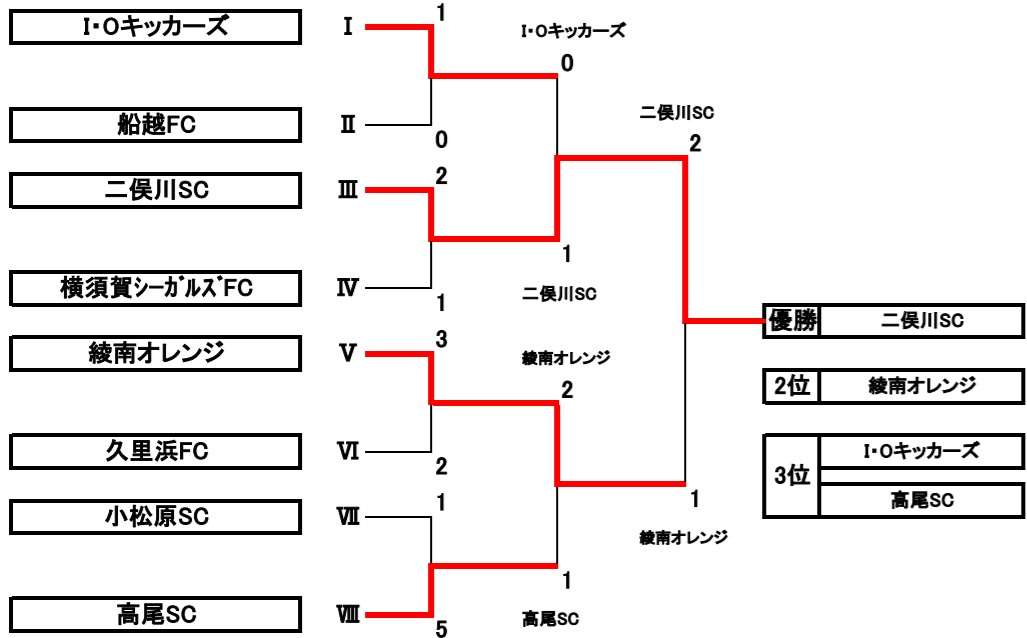 I・Oキッカーズ Ⅰ 1
I・Oキッカーズ
0
船越FC Ⅱ 0
二俣川SC
2
二俣川SC Ⅲ 2
1
横須賀シーガルズFC Ⅳ 1
二俣川SC
優勝 二俣川SC
綾南オレンジ Ⅴ 3
綾南オレンジ
2
2位 綾南オレンジ
久里浜FC Ⅵ 2
3位 I・Oキッカーズ
高尾SC
小松原SC Ⅶ 1
1
綾南オレンジ
1
高尾SC Ⅷ 5
高尾SC